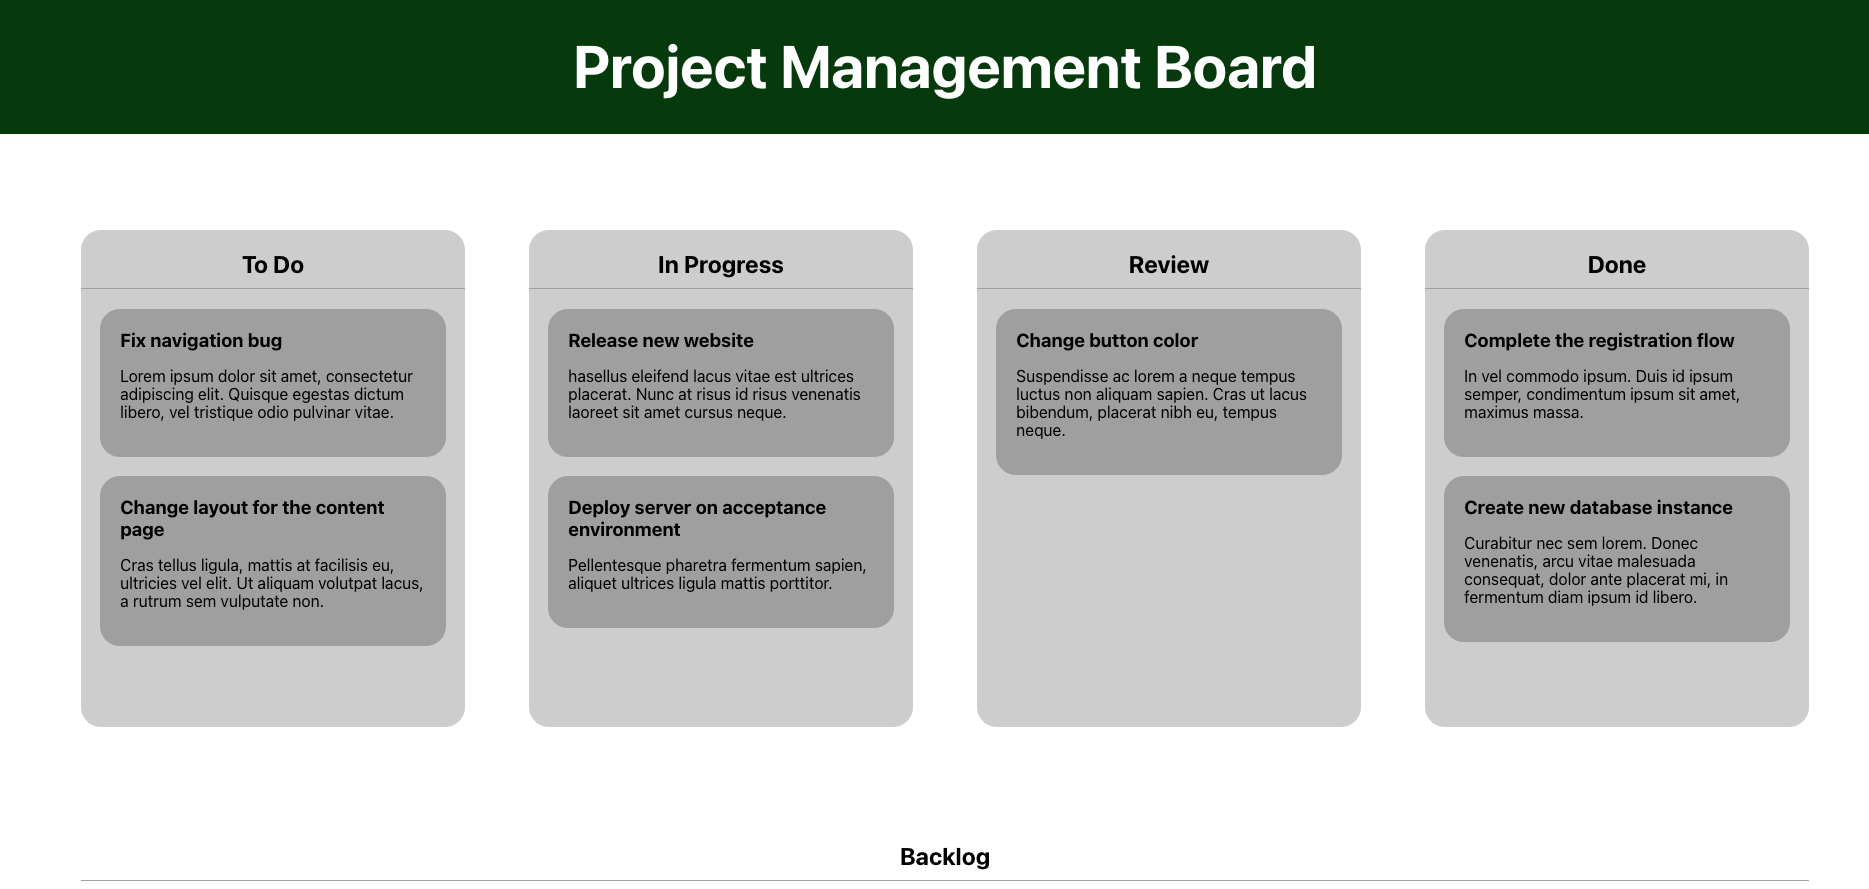 Project Management Board
To Do
Fix navigation bug
Lorem ipsum dolor sit amet, consectetur
adipiscing elit. Quisque egestas dictum
libero, vel tristique odio pulvinar vitae.
Change layout for the content
page
Cras tellus ligula, mattis at facilisis eu,
ultricies vel elit. Ut aliquam volutpat lacus,
a rutrum sem vulputate non.
In Progress
Release new website
hasellus eleifend lacus vitae est ultrices
placerat. Nunc at risus id risus venenatis
laoreet sit amet cursus neque.
Deploy server on acceptance
environment
Pellentesque pharetra fermentum sapien,
aliquet ultrices ligula mattis porttitor.
Review
Change button color
Suspendisse ac lorem a neque tempus
luctus non aliquam sapien. Cras ut lacus
bibendum, placerat nibh eu, tempus
neque.
Done
Complete the registration flow
In vel commodo ipsum. Duis id ipsum
semper, condimentum ipsum sit amet,
maximus massa.
Create new database instance
Curabitur nec sem lorem. Donec
venenatis, arcu vitae malesuada
consequat, dolor ante placerat mi, in
fermentum diam ipsum id libero.
Backlog